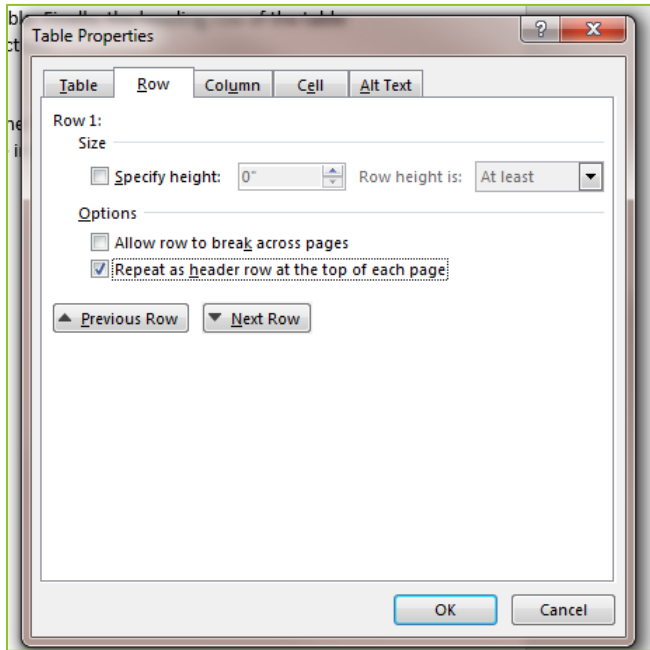 Table Properties
?
Table Row Column Cell Alt Text
Row 1:
Size
Specify height: 0" Row height is: At least
Options
Allow row to break across pages
Repeat as header row at the top of each page
Previous Row Next Row
OK Cancel